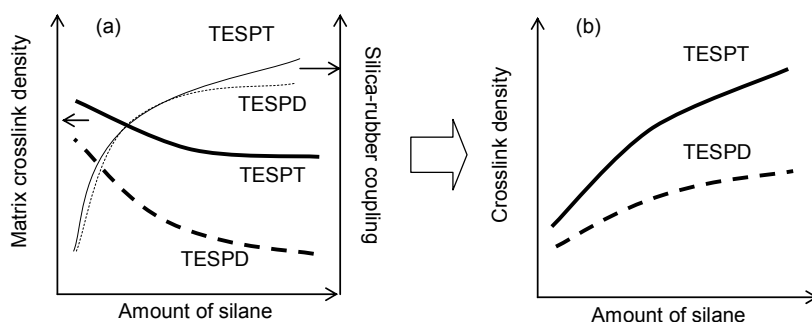 (a)
TESPT
TESPD
TESPT
TESPD
Matrix crosslink density
Silica-rubber coupling
Amount of silane
(b)
TESPT
TESPD
Crosslink density
Amount of silane